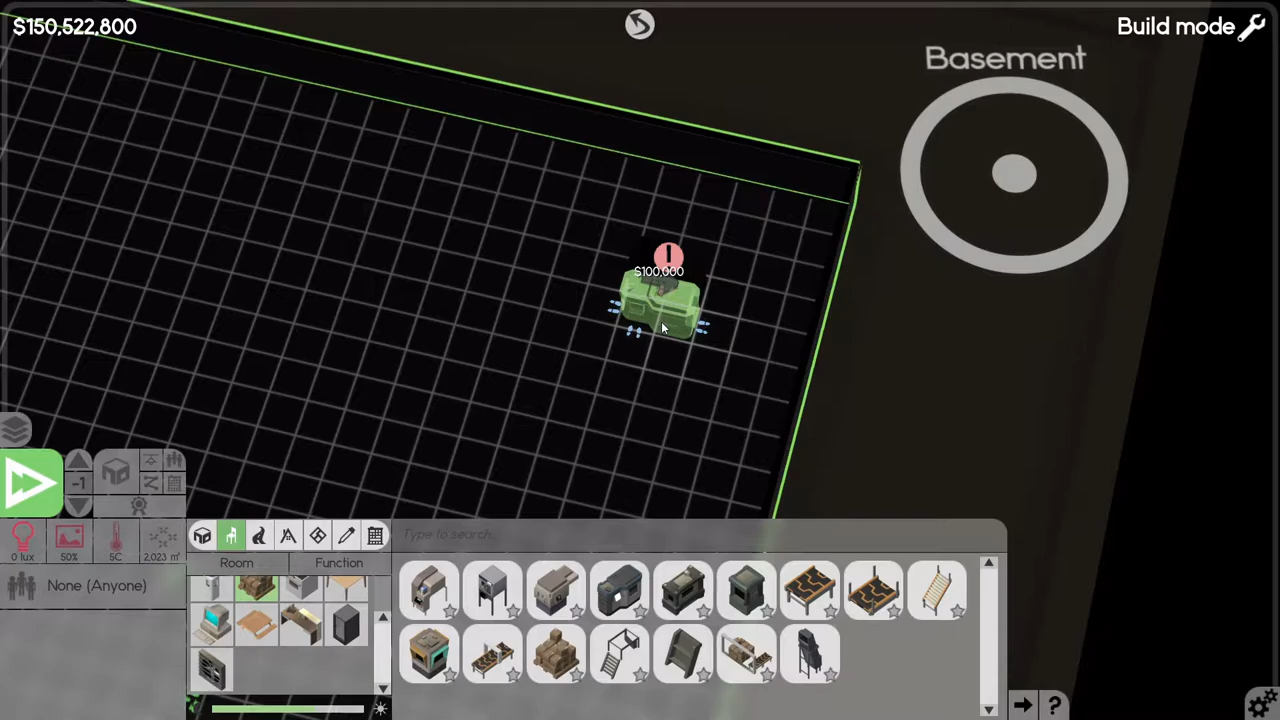 $150,522,800
Build mode
Basement
$100,000
-1
0 lux
50%
5C
2,023 m²
None (Anyone)
Room
Function
Type to search...
?